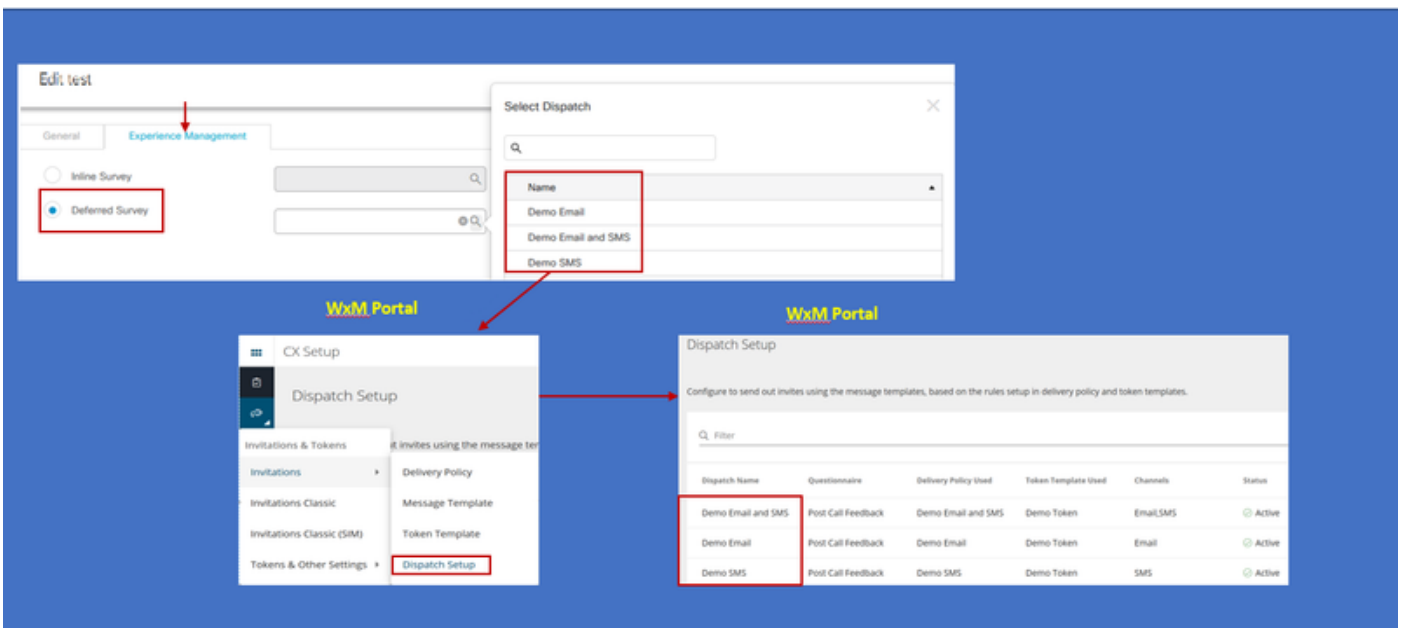 Edit test
General Experience Management
Inline Survey
Deferred Survey
Select Dispatch
Name
Demo Email
Demo Email and SMS
Demo SMS
WxM Portal
CX Setup
Dispatch Setup
Invitations & Tokens
t invites using the message ter
Invitations
Delivery Policy
Invitations Classic
Message Template
Invitations Classic (SIM)
Token Template
Tokens & Other Settings
Dispatch Setup
WxM Portal
Dispatch Setup
Configure to send out invites using the message templates, based on the rules setup in delivery policy and token templates.
Filter
Dispatch Name Questionnaire Delivery Policy Used Token Template Used Channels Status
Demo Email and SMS Post Call Feedback Demo Email and SMS Demo Token Email,SMS Active
Demo Email Post Call Feedback Demo Email Demo Token Email Active
Demo SMS Post Call Feedback Demo SMS Demo Token SMS Active